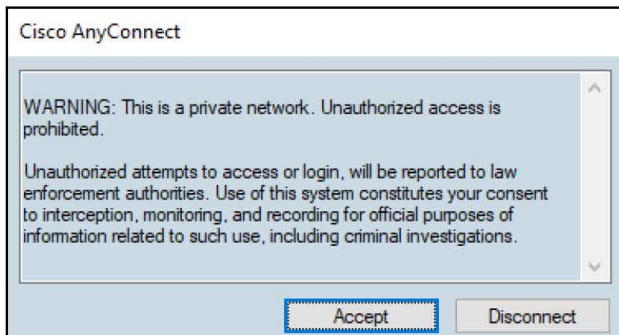 Cisco AnyConnect
WARNING: This is a private network. Unauthorized access is
prohibited.
Unauthorized attempts to access or login, will be reported to law
enforcement authorities. Use of this system constitutes your consent
to interception, monitoring, and recording for official purposes of
information related to such use, including criminal investigations.
Accept
Disconnect